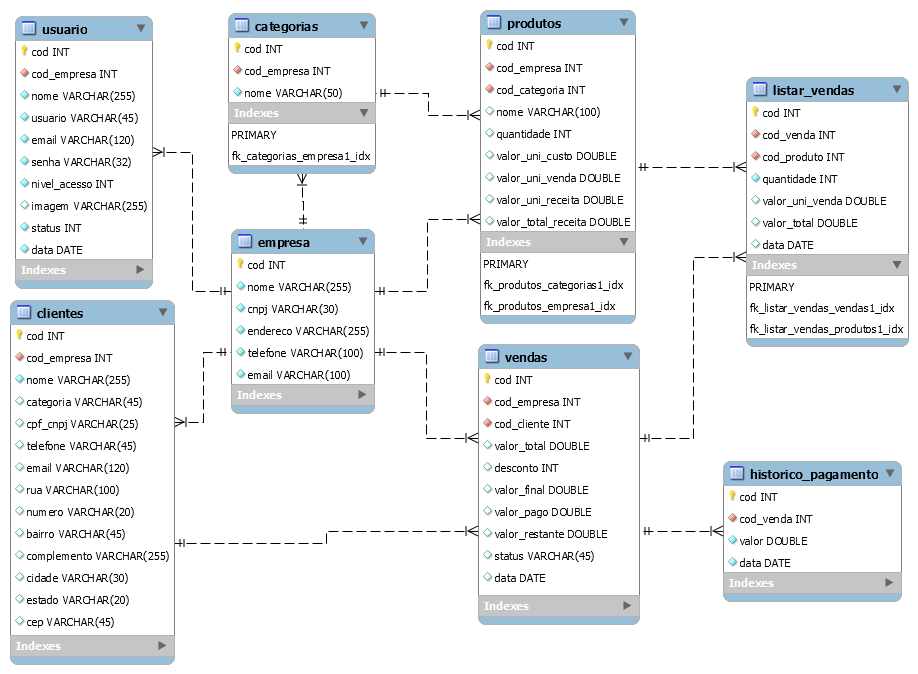 usuario
cod INT
cod_empresa INT
nome VARCHAR(255)
usuario VARCHAR(45)
email VARCHAR(120)
senha VARCHAR(32)
nivel_acesso INT
imagem VARCHAR(255)
status INT
data DATE
Indexes
categorias
cod INT
cod_empresa INT
nome VARCHAR(50)
Indexes
PRIMARY
fk_categorias_empresa1_idx
produtos
cod INT
cod_empresa INT
cod_categoria INT
nome VARCHAR(100)
quantidade INT
valor_uni_custo DOUBLE
valor_uni_venda DOUBLE
valor_uni_receita DOUBLE
valor_total_receita DOUBLE
Indexes
PRIMARY
fk_produtos_categorias1_idx
fk_produtos_empresa1_idx
listar_vendas
cod INT
cod_venda INT
cod_produto INT
quantidade INT
valor_uni_venda DOUBLE
valor_total DOUBLE
data DATE
Indexes
PRIMARY
fk_listar_vendas_vendas1_idx
fk_listar_vendas_produtos1_idx
empresa
cod INT
nome VARCHAR(255)
cnpj VARCHAR(30)
endereco VARCHAR(255)
telefone VARCHAR(100)
email VARCHAR(100)
Indexes
clientes
cod INT
cod_empresa INT
nome VARCHAR(255)
categoria VARCHAR(45)
cpf_cnpj VARCHAR(25)
telefone VARCHAR(45)
email VARCHAR(120)
rua VARCHAR(100)
numero VARCHAR(20)
bairro VARCHAR(45)
complemento VARCHAR(255)
cidade VARCHAR(30)
estado VARCHAR(20)
cep VARCHAR(45)
Indexes
vendas
cod INT
cod_empresa INT
cod_cliente INT
valor_total DOUBLE
desconto INT
valor_final DOUBLE
valor_pago DOUBLE
valor_restante DOUBLE
status VARCHAR(45)
data DATE
Indexes
historico_pagamento
cod INT
cod_venda INT
valor DOUBLE
data DATE
Indexes